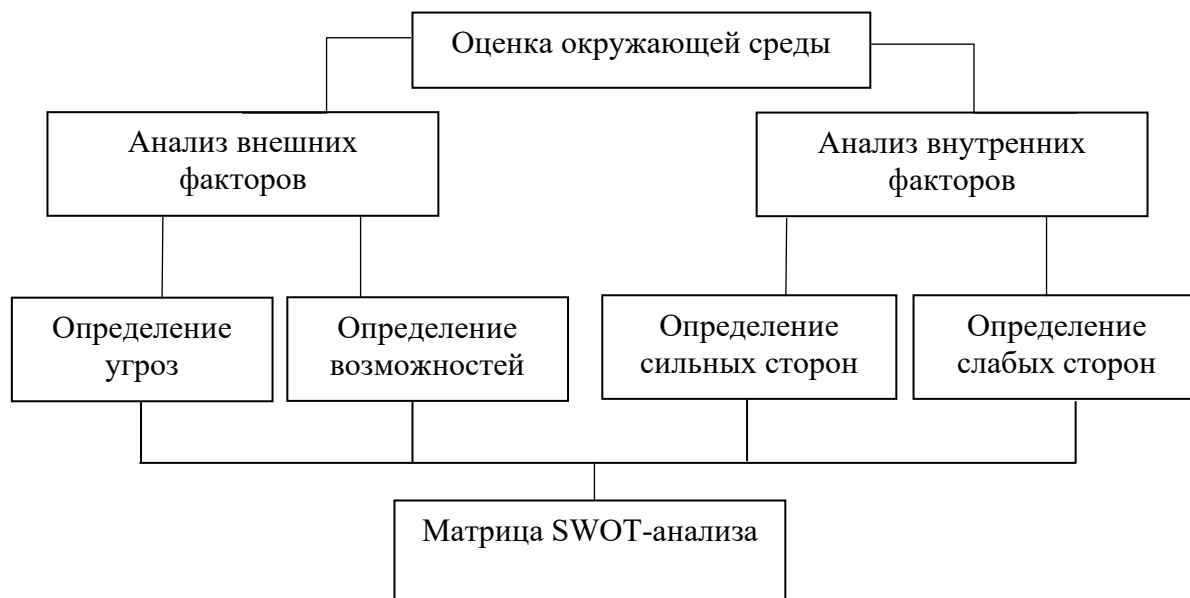 Оценка окружающей среды
Анализ внешних
факторов
Анализ внутренних
факторов
Определение
угроз
Определение
возможностей
Определение
сильных сторон
Определение
слабых сторон
Матрица SWOT-анализа